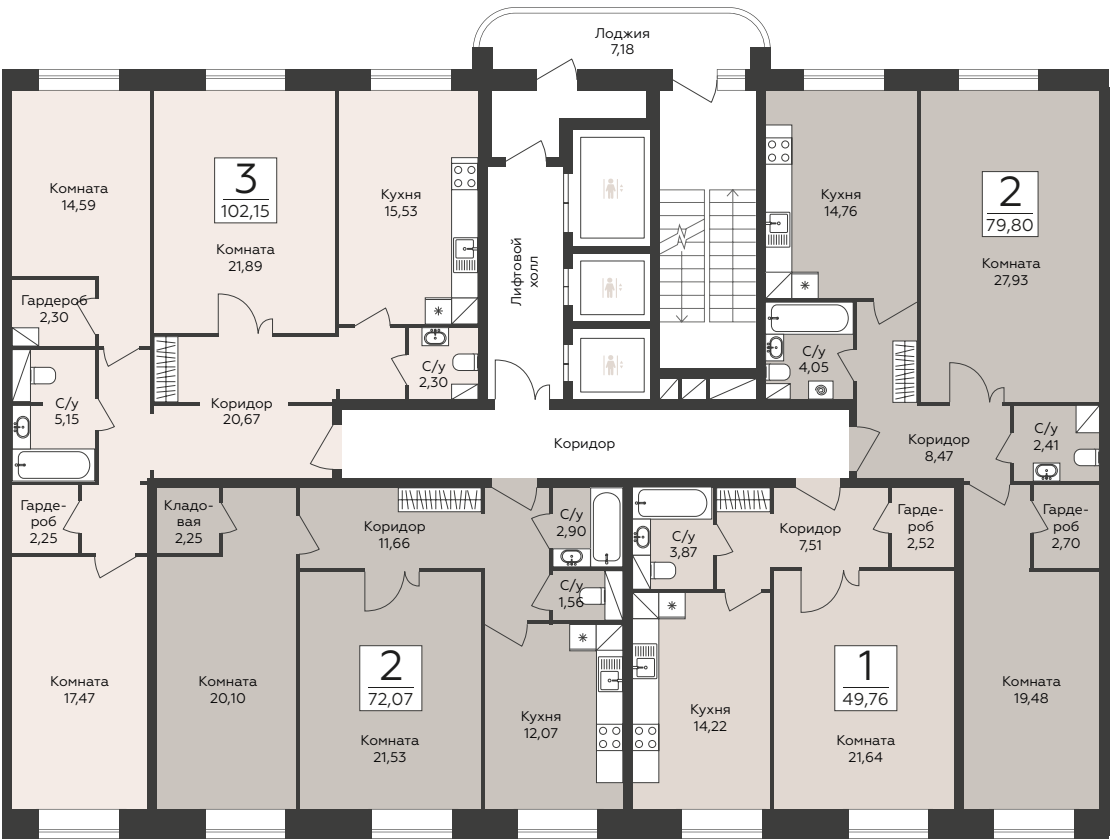 Лоджия
7,18
Комната
14,59
3
102,15
Комната
21,89
Кухня
15,53
Лифтовой
холл
Кухня
14,76
2
79,80
Комната
27,93
Гардероб
2,30
С/у
2,30
С/у
4,05
С/у
5,15
Коридор
20,67
Коридор
Коридор
8,47
С/у
2,41
Гарде-
роб
2,25
Кладо-
вая
2,25
Коридор
11,66
С/у
2,90
С/у
3,87
Коридор
7,51
Гарде-
роб
2,52
Гарде-
роб
2,70
С/у
1,56
Комната
17,47
Комната
20,10
2
72,07
Комната
21,53
Кухня
12,07
Кухня
14,22
1
49,76
Комната
21,64
Комната
19,48